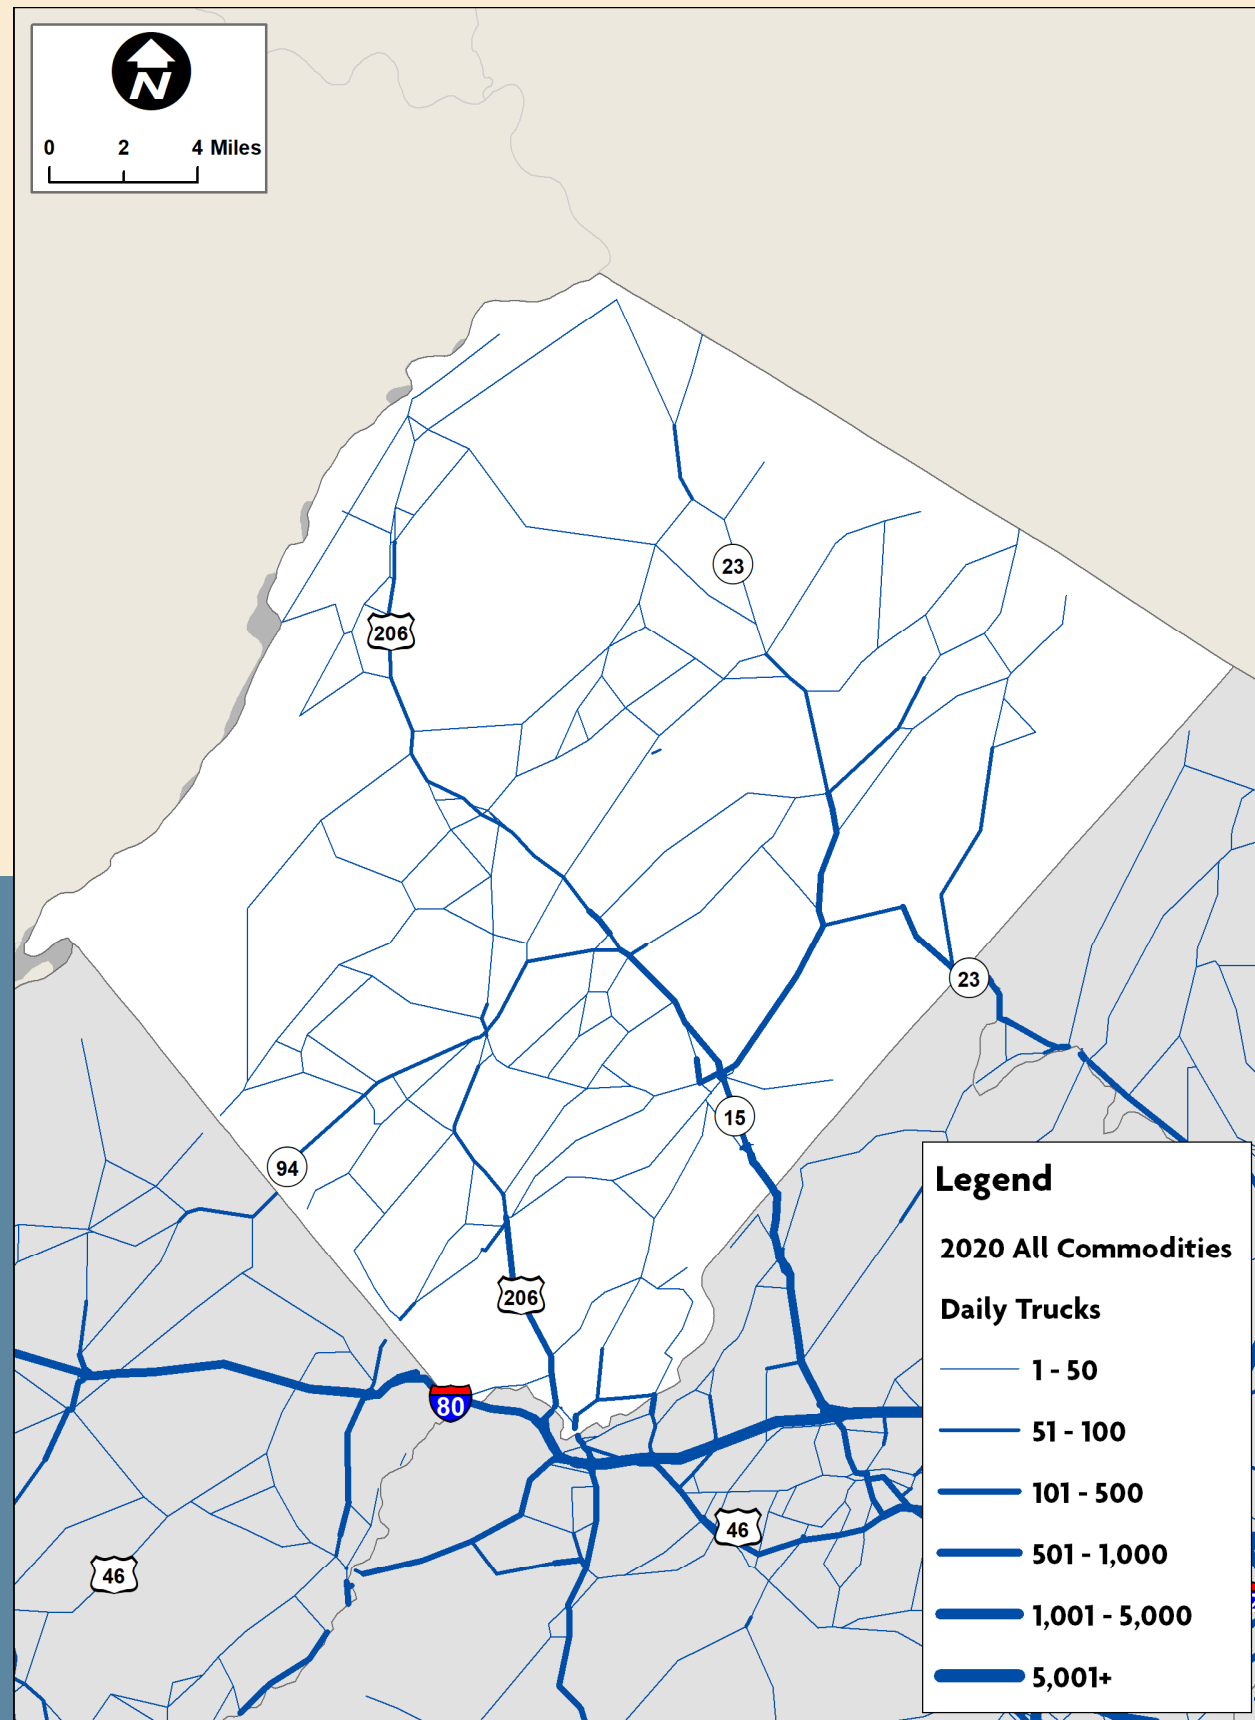 N
0 2 4 Miles
23
206
23
15
94
206
80
46
46
Legend
2020 All Commodities
Daily Trucks
1 - 50
51 - 100
101 - 500
501 - 1,000
1,001 - 5,000
5,001+